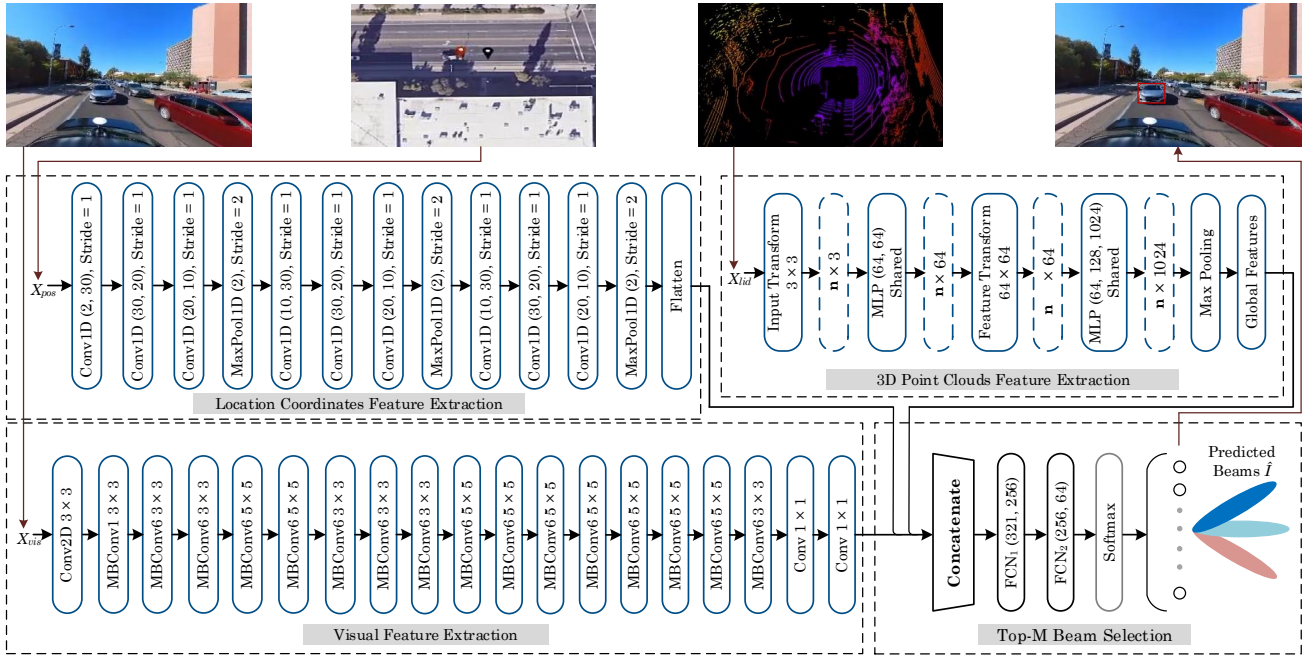 X_pos
Conv1D (2, 30), Stride = 1
Conv1D (30, 20), Stride = 1
Conv1D (20, 10), Stride = 1
MaxPool1D (2), Stride = 2
Conv1D (10, 30), Stride = 1
Conv1D (30, 20), Stride = 1
Conv1D (20, 10), Stride = 1
MaxPool1D (2), Stride = 2
Conv1D (10, 30), Stride = 1
Conv1D (30, 20), Stride = 1
Conv1D (20, 10), Stride = 1
MaxPool1D (2), Stride = 2
Flatten
Location Coordinates Feature Extraction
X_lid
Input Transform
3 × 3
n × 3
MLP (64, 64)
Shared
n × 64
Feature Transform
64 × 64
n × 64
MLP (64, 128, 1024)
Shared
n × 1024
Max Pooling
Global Features
3D Point Clouds Feature Extraction
X_vis
Conv2D 3 × 3
MBConv1 3 × 3
MBConv6 3 × 3
MBConv6 3 × 3
MBConv6 5 × 5
MBConv6 5 × 5
MBConv6 3 × 3
MBConv6 3 × 3
MBConv6 3 × 3
MBConv6 5 × 5
MBConv6 5 × 5
MBConv6 5 × 5
MBConv6 5 × 5
MBConv6 5 × 5
MBConv6 5 × 5
MBConv6 5 × 5
MBConv6 3 × 3
Conv 1 × 1
Conv 1 × 1
Visual Feature Extraction
Concatenate
FCN₁ (321, 256)
FCN₂ (256, 64)
Softmax
Predicted
Beams Î
Top-M Beam Selection